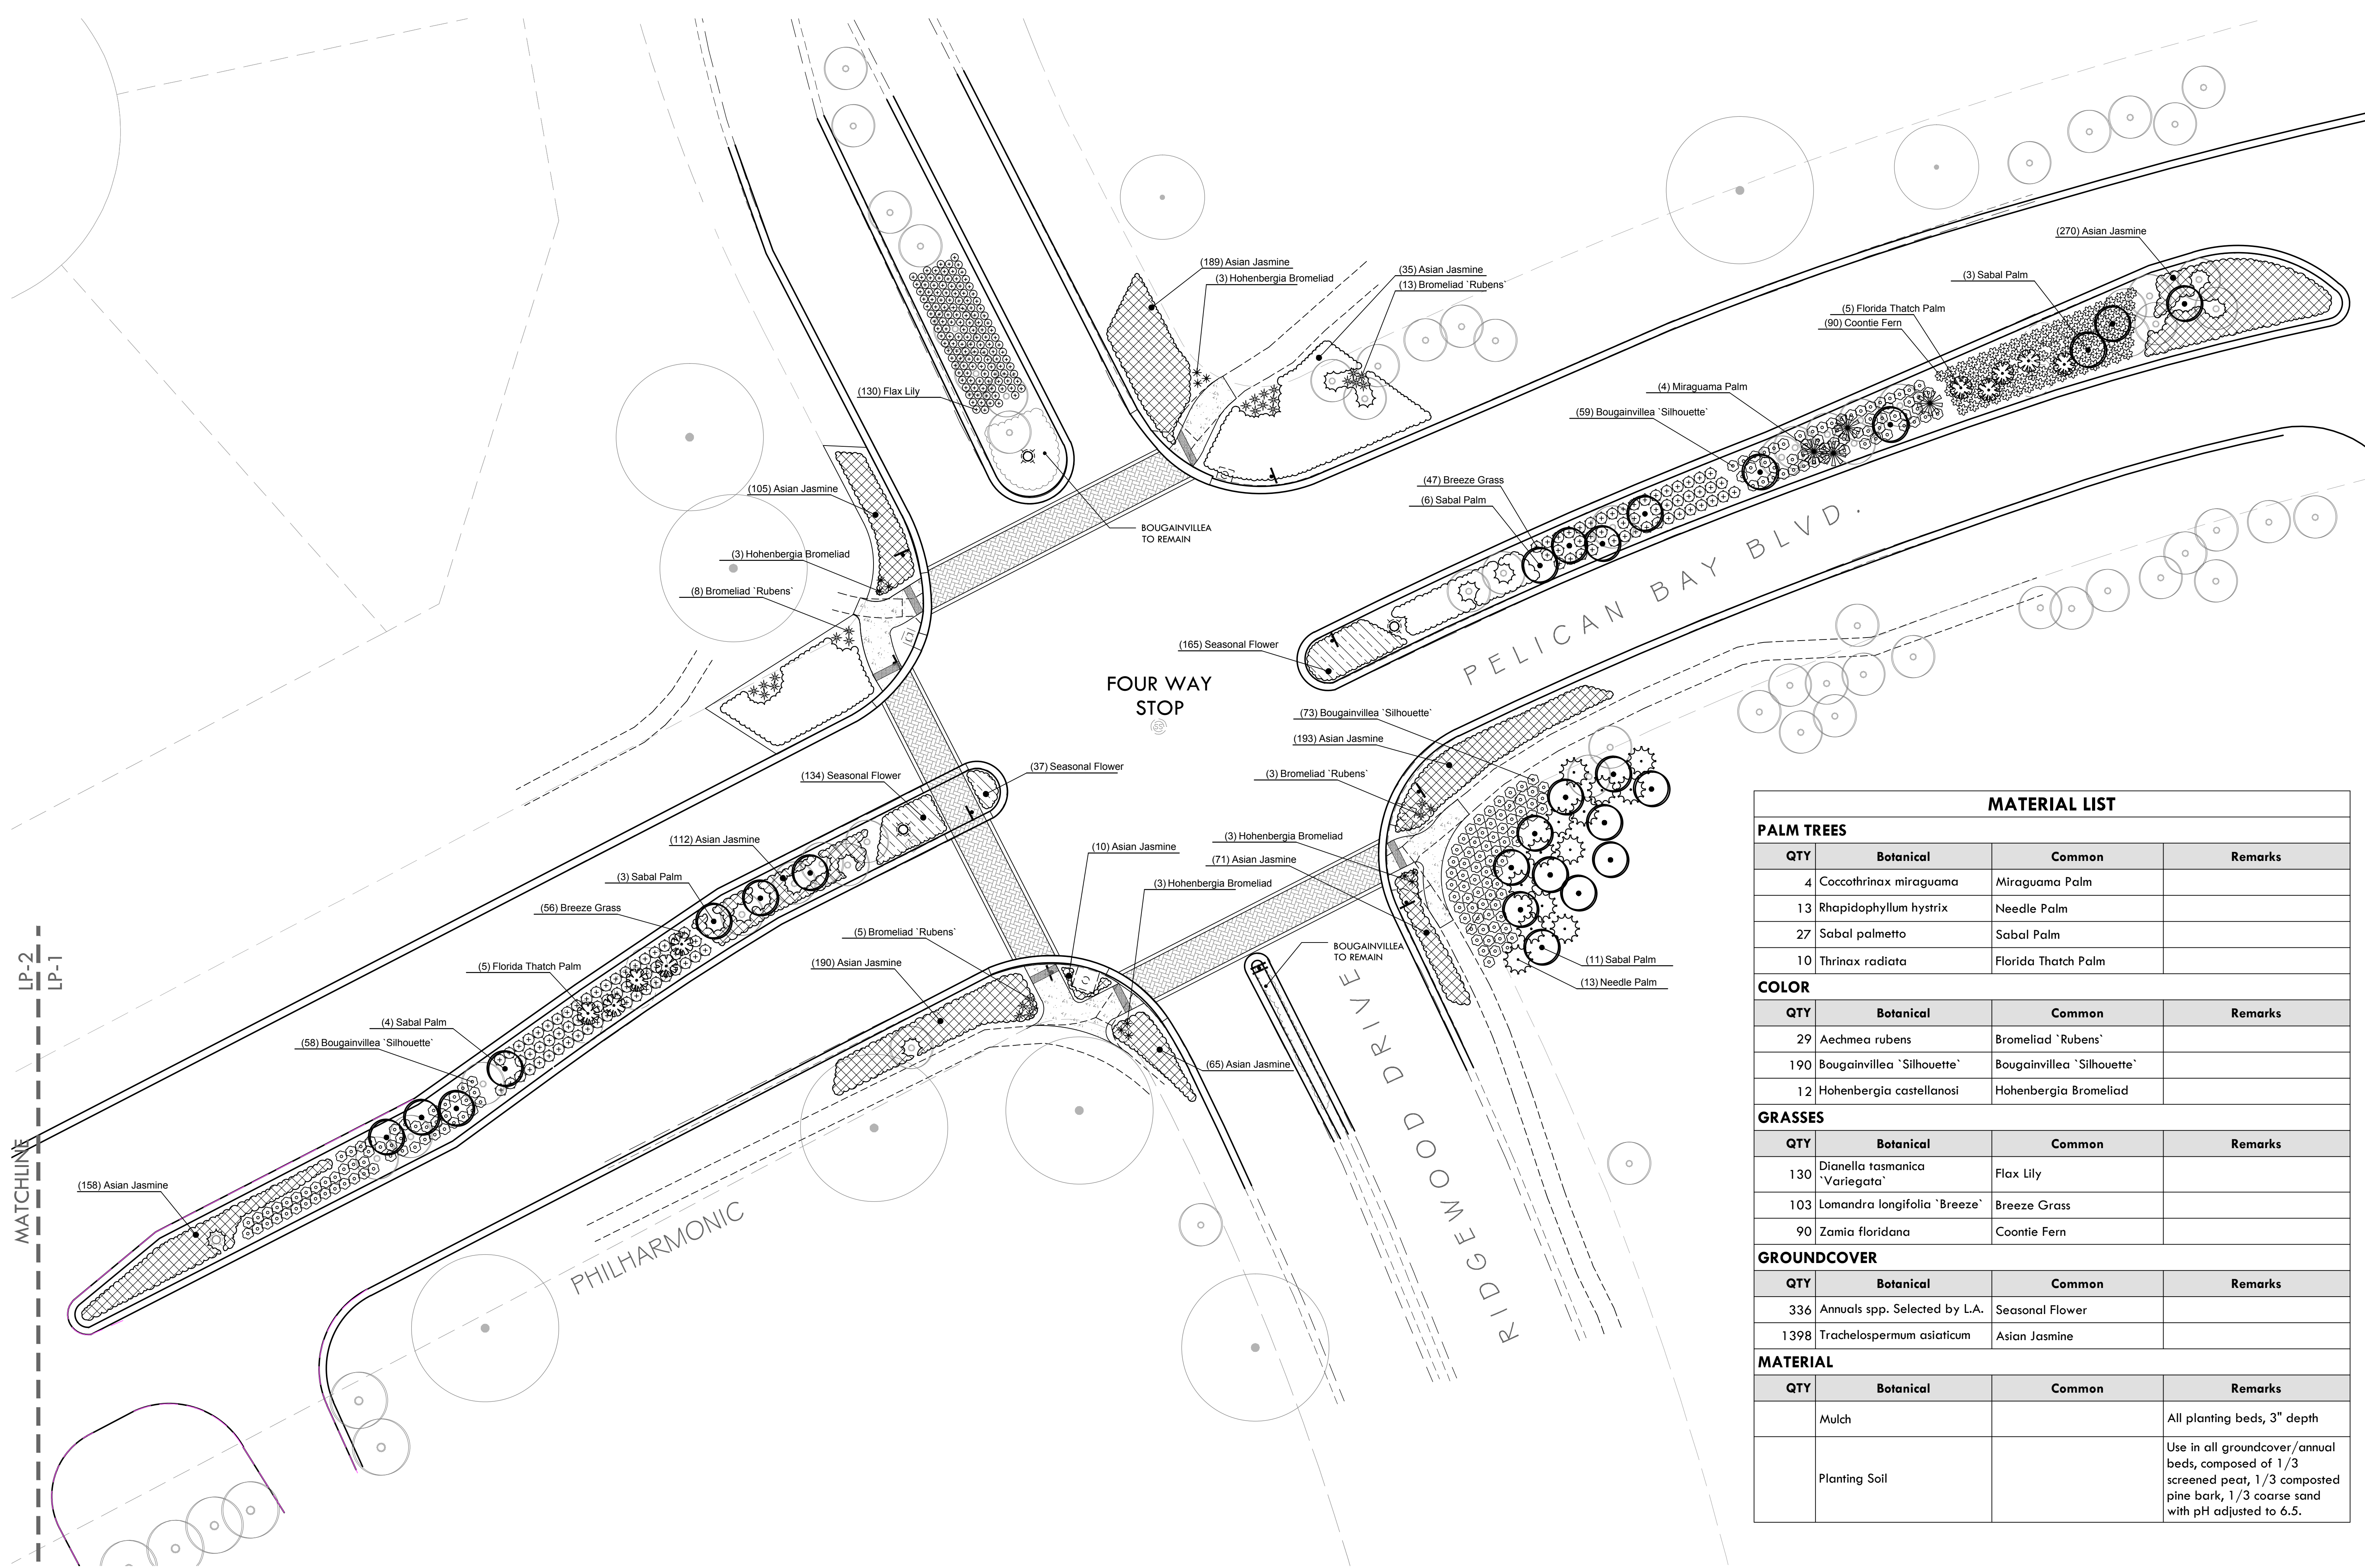 (270) Asian Jasmine
(189) Asian Jasmine
(3) Hohenbergia Bromeliad
(35) Asian Jasmine
(13) Bromeliad `Rubens`
(3) Sabal Palm
(5) Florida Thatch Palm
(90) Coontie Fern
(130) Flax Lily
(4) Miraguama Palm
(59) Bougainvillea `Silhouette`
(47) Breeze Grass
(6) Sabal Palm
(105) Asian Jasmine
BOUGAINVILLEA
TO REMAIN
PELICAN BAY BLVD.
(3) Hohenbergia Bromeliad
(8) Bromeliad `Rubens`
(165) Seasonal Flower
FOUR WAY
STOP
(73) Bougainvillea `Silhouette`
(193) Asian Jasmine
(3) Bromeliad `Rubens`
(37) Seasonal Flower
(134) Seasonal Flower
(112) Asian Jasmine
(10) Asian Jasmine
(3) Hohenbergia Bromeliad
(71) Asian Jasmine
(3) Sabal Palm
(3) Hohenbergia Bromeliad
(56) Breeze Grass
(5) Bromeliad `Rubens`
(190) Asian Jasmine
BOUGAINVILLEA
TO REMAIN
(11) Sabal Palm
(13) Needle Palm
(5) Florida Thatch Palm
(4) Sabal Palm
(58) Bougainvillea `Silhouette`
(65) Asian Jasmine
(158) Asian Jasmine
LP-2
LP-1
MATCHLINE
PHILHARMONIC
RIDGEWOOD DRIVE
MATERIAL LIST
PALM TREES
QTY Botanical Common Remarks
4 Coccothrinax miraguama Miraguama Palm
13 Rhapidophyllum hystrix Needle Palm
27 Sabal palmetto Sabal Palm
10 Thrinax radiata Florida Thatch Palm
COLOR
QTY Botanical Common Remarks
29 Aechmea rubens Bromeliad `Rubens`
190 Bougainvillea `Silhouette` Bougainvillea `Silhouette`
12 Hohenbergia castellanosi Hohenbergia Bromeliad
GRASSES
QTY Botanical Common Remarks
130 Dianella tasmanica
`Variegata` Flax Lily
103 Lomandra longifolia `Breeze` Breeze Grass
90 Zamia floridana Coontie Fern
GROUNDCOVER
QTY Botanical Common Remarks
336 Annuals spp. Selected by L.A. Seasonal Flower
1398 Trachelospermum asiaticum Asian Jasmine
MATERIAL
QTY Botanical Common Remarks
Mulch All planting beds, 3" depth
Planting Soil
Use in all groundcover/annual
beds, composed of 1/3
screened peat, 1/3 composted
pine bark, 1/3 coarse sand
with pH adjusted to 6.5.